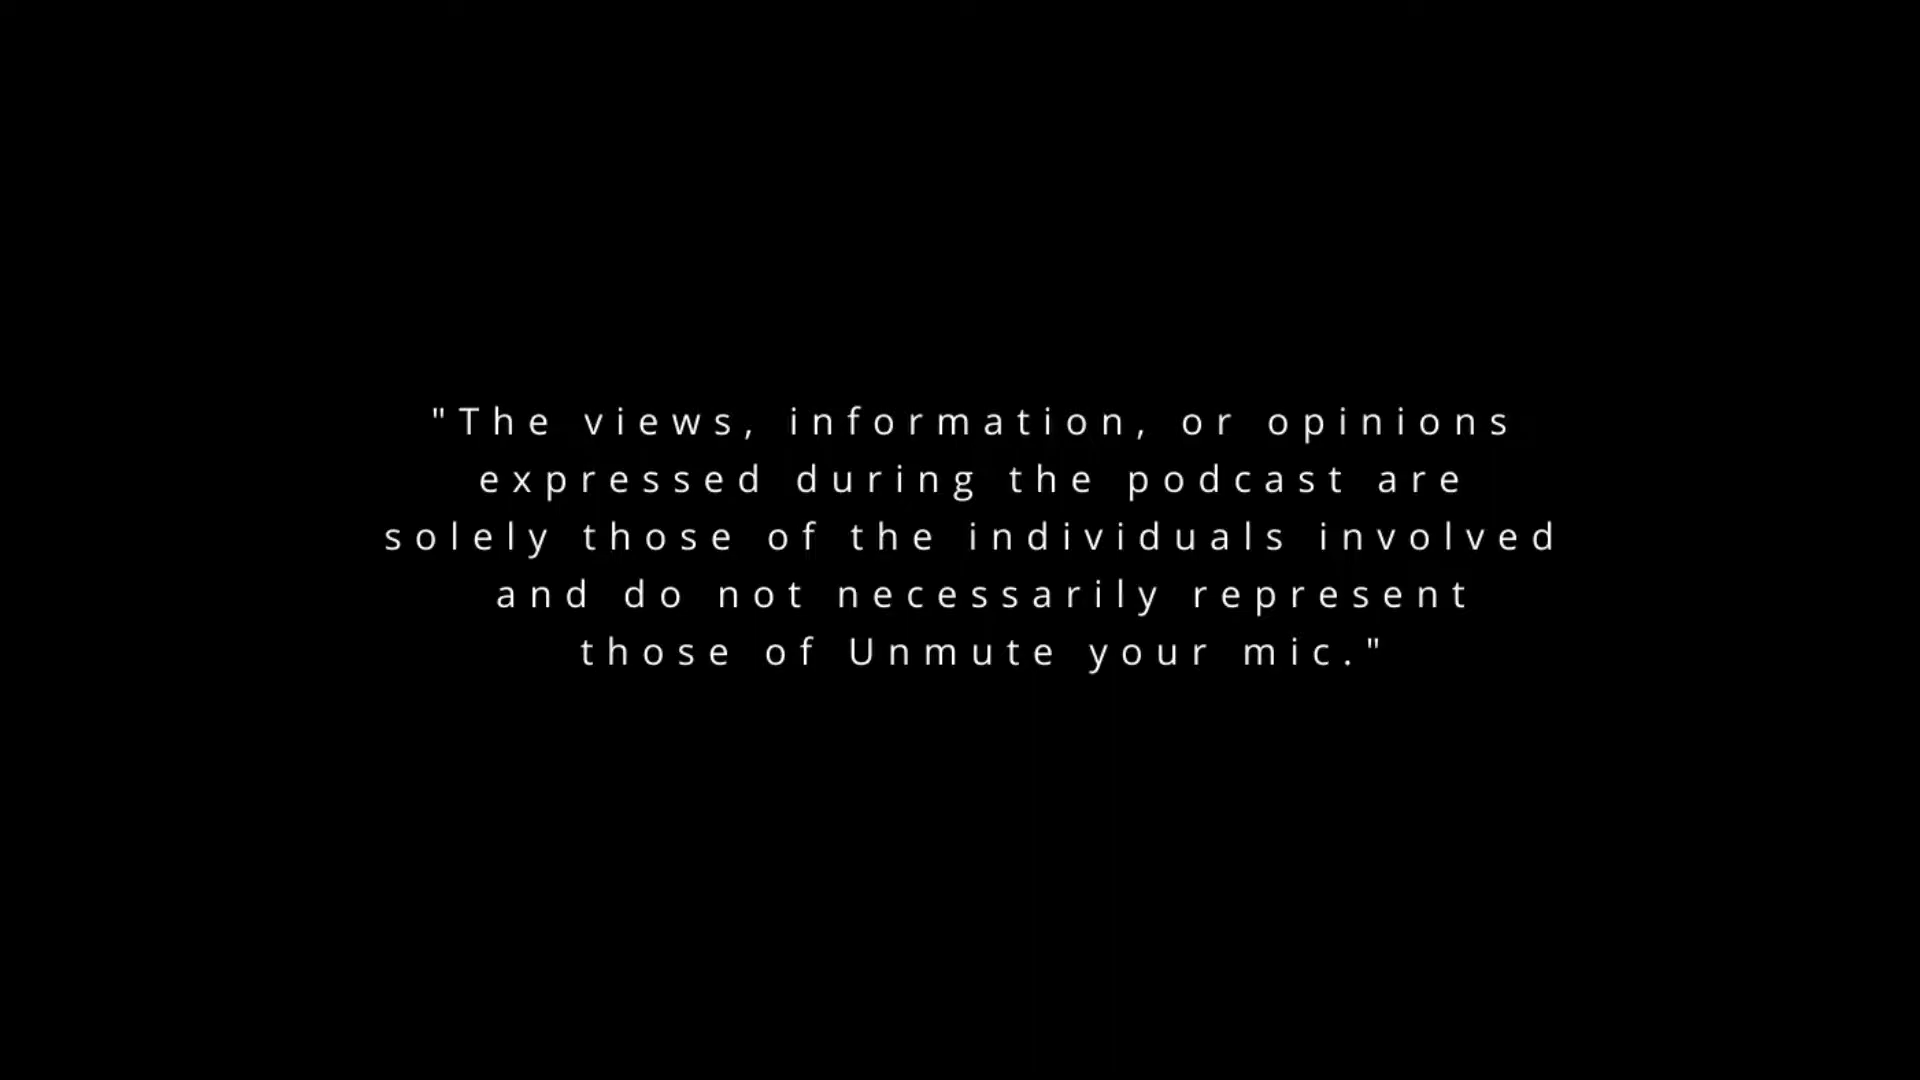 "The views, information, or opinions
expressed during the podcast are
solely those of the individuals involved
and do not necessarily represent
those of Unmute your mic."